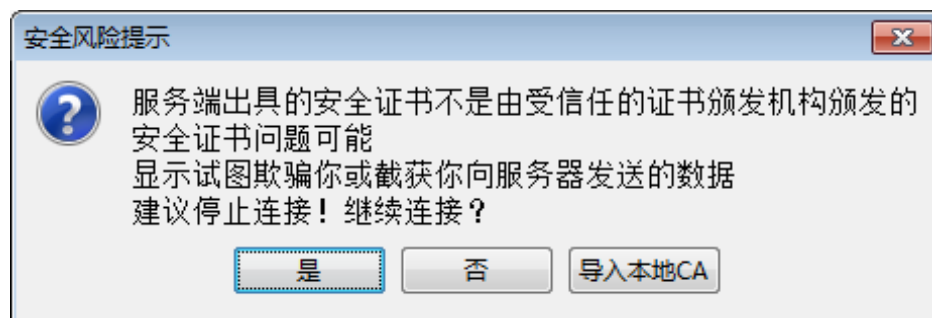 安全风险提示
服务端出具的安全证书不是由受信任的证书颁发机构颁发的
安全证书问题可能
显示试图欺骗你或截获你向服务器发送的数据
建议停止连接！继续连接？
是
否
导入本地CA